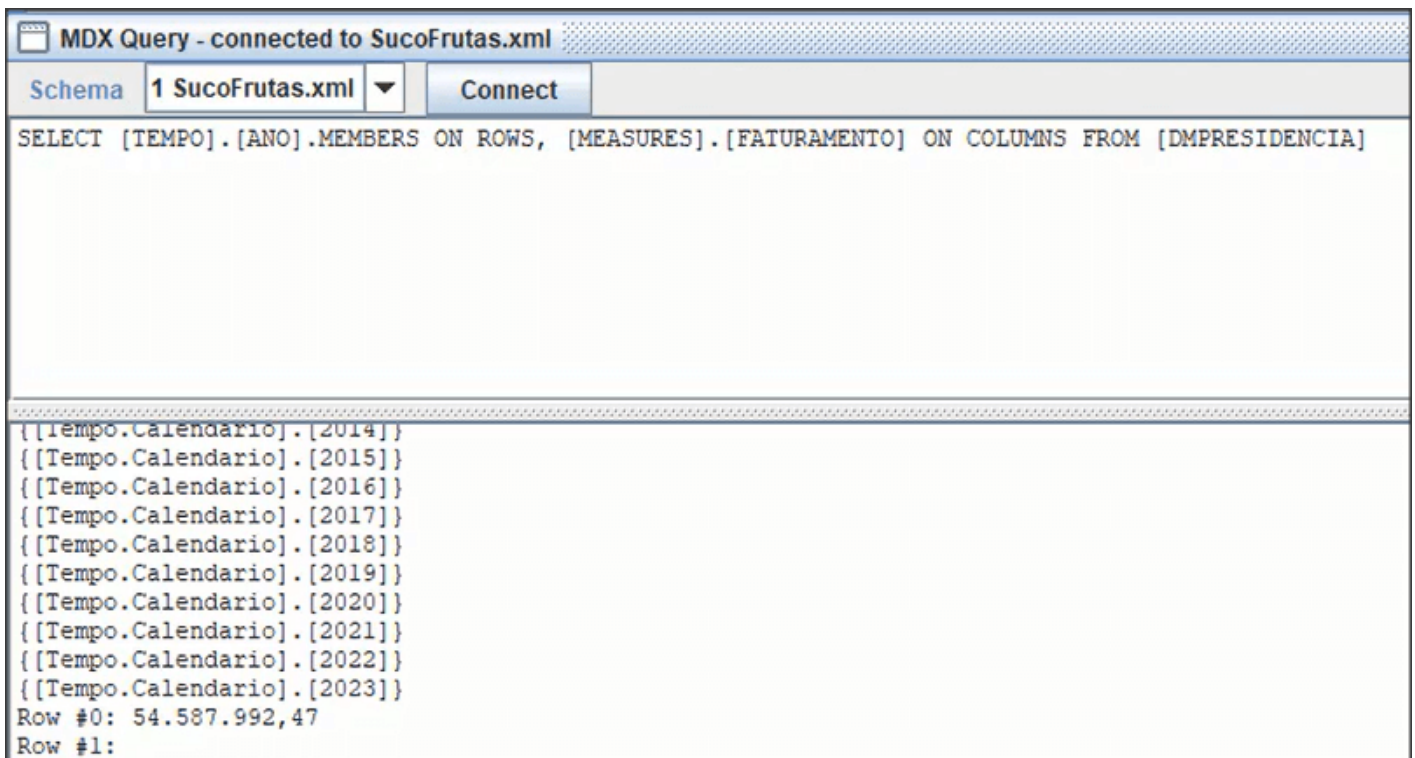 MDX Query - connected to SucoFrutas.xml
Schema 1 SucoFrutas.xml Connect
SELECT [TEMPO].[ANO].MEMBERS ON ROWS, [MEASURES].[FATURAMENTO] ON COLUMNS FROM [DMPRESIDENCIA]
{[Tempo.Calendario].[2014]}
{[Tempo.Calendario].[2015]}
{[Tempo.Calendario].[2016]}
{[Tempo.Calendario].[2017]}
{[Tempo.Calendario].[2018]}
{[Tempo.Calendario].[2019]}
{[Tempo.Calendario].[2020]}
{[Tempo.Calendario].[2021]}
{[Tempo.Calendario].[2022]}
{[Tempo.Calendario].[2023]}
Row #0: 54.587.992,47
Row #1: